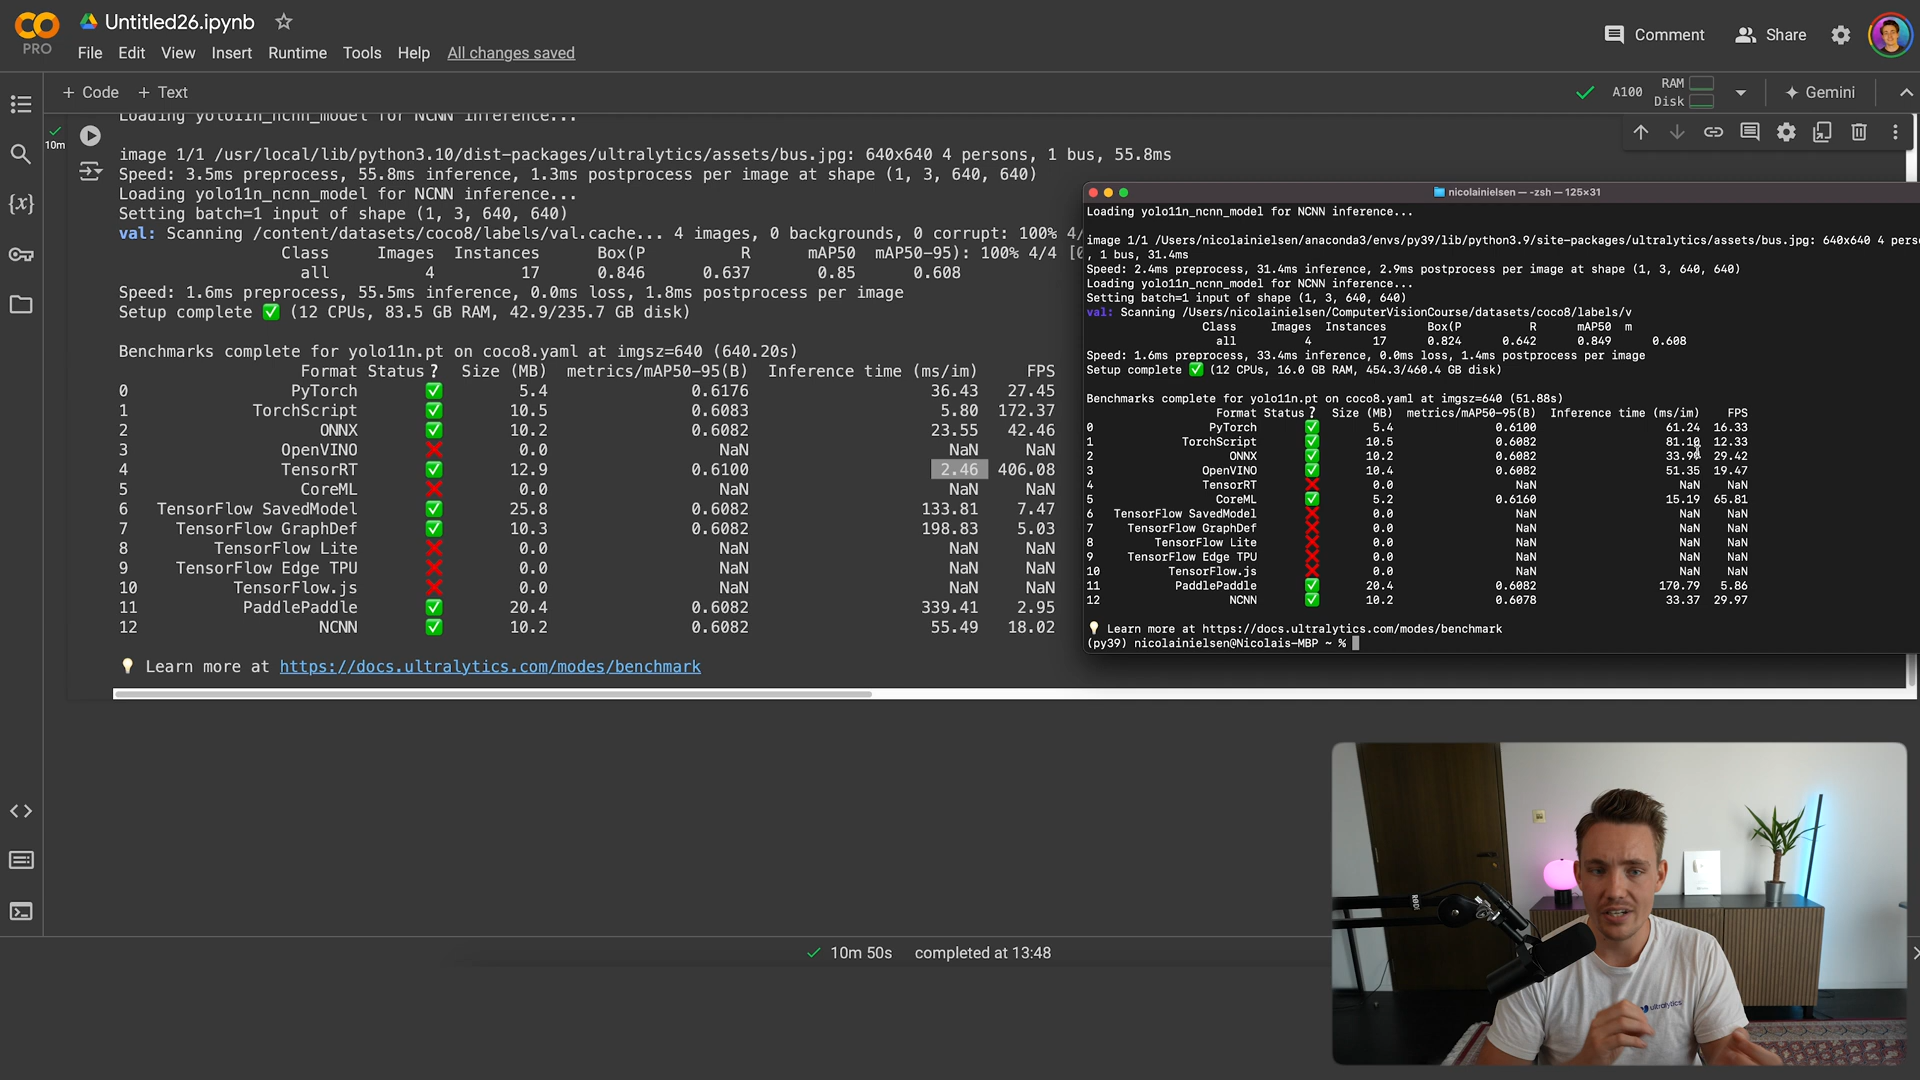 CO
PRO
Untitled26.ipynb
File Edit View Insert Runtime Tools Help All changes saved
Comment Share
+ Code + Text
A100 RAM Disk Gemini
10m
Loading yolo11n_ncnn_model for NCNN inference...
image 1/1 /usr/local/lib/python3.10/dist-packages/ultralytics/assets/bus.jpg: 640x640 4 persons, 1 bus, 55.8ms
Speed: 3.5ms preprocess, 55.8ms inference, 1.3ms postprocess per image at shape (1, 3, 640, 640)
Loading yolo11n_ncnn_model for NCNN inference...
Setting batch=1 input of shape (1, 3, 640, 640)
val: Scanning /content/datasets/coco8/labels/val.cache... 4 images, 0 backgrounds, 0 corrupt: 100% 4/
Class Images Instances Box(P R mAP50 mAP50-95): 100% 4/4 [0
all 4 17 0.846 0.637 0.85 0.608
Speed: 1.6ms preprocess, 55.5ms inference, 0.0ms loss, 1.8ms postprocess per image
Setup complete ✅ (12 CPUs, 83.5 GB RAM, 42.9/235.7 GB disk)
Benchmarks complete for yolo11n.pt on coco8.yaml at imgsz=640 (640.20s)
Format Status❔ Size (MB) metrics/mAP50-95(B) Inference time (ms/im) FPS
0 PyTorch ✅ 5.4 0.6176 36.43 27.45
1 TorchScript ✅ 10.5 0.6083 5.80 172.37
2 ONNX ✅ 10.2 0.6082 23.55 42.46
3 OpenVINO ❌ 0.0 NaN NaN NaN
4 TensorRT ✅ 12.9 0.6100 2.46 406.08
5 CoreML ❌ 0.0 NaN NaN NaN
6 TensorFlow SavedModel ✅ 25.8 0.6082 133.81 7.47
7 TensorFlow GraphDef ✅ 10.3 0.6082 198.83 5.03
8 TensorFlow Lite ❌ 0.0 NaN NaN NaN
9 TensorFlow Edge TPU ❌ 0.0 NaN NaN NaN
10 TensorFlow.js ❌ 0.0 NaN NaN NaN
11 PaddlePaddle ✅ 20.4 0.6082 339.41 2.95
12 NCNN ✅ 10.2 0.6082 55.49 18.02
💡 Learn more at https://docs.ultralytics.com/modes/benchmark
nicolainielsen — -zsh — 125×31
Loading yolo11n_ncnn_model for NCNN inference...
image 1/1 /Users/nicolainielsen/anaconda3/envs/py39/lib/python3.9/site-packages/ultralytics/assets/bus.jpg: 640x640 4 pers
, 1 bus, 31.4ms
Speed: 2.4ms preprocess, 31.4ms inference, 2.9ms postprocess per image at shape (1, 3, 640, 640)
Loading yolo11n_ncnn_model for NCNN inference...
Setting batch=1 input of shape (1, 3, 640, 640)
val: Scanning /Users/nicolainielsen/ComputerVisionCourse/datasets/coco8/labels/v
Class Images Instances Box(P R mAP50 m
all 4 17 0.824 0.642 0.849 0.608
Speed: 1.6ms preprocess, 33.4ms inference, 0.0ms loss, 1.4ms postprocess per image
Setup complete ✅ (12 CPUs, 16.0 GB RAM, 454.3/460.4 GB disk)
Benchmarks complete for yolo11n.pt on coco8.yaml at imgsz=640 (51.88s)
Format Status❔ Size (MB) metrics/mAP50-95(B) Inference time (ms/im) FPS
0 PyTorch ✅ 5.4 0.6100 61.24 16.33
1 TorchScript ✅ 10.5 0.6082 81.10 12.33
2 ONNX ✅ 10.2 0.6082 33.99 29.42
3 OpenVINO ✅ 10.4 0.6082 51.35 19.47
4 TensorRT ❌ 0.0 NaN NaN NaN
5 CoreML ✅ 5.2 0.6160 15.19 65.81
6 TensorFlow SavedModel ❌ 0.0 NaN NaN NaN
7 TensorFlow GraphDef ❌ 0.0 NaN NaN NaN
8 TensorFlow Lite ❌ 0.0 NaN NaN NaN
9 TensorFlow Edge TPU ❌ 0.0 NaN NaN NaN
10 TensorFlow.js ❌ 0.0 NaN NaN NaN
11 PaddlePaddle ✅ 20.4 0.6082 170.79 5.86
12 NCNN ✅ 10.2 0.6078 33.37 29.97
💡 Learn more at https://docs.ultralytics.com/modes/benchmark
(py39) nicolainielsen@Nicolais-MBP ~ %
RØDE
ultralytics
10m 50s completed at 13:48